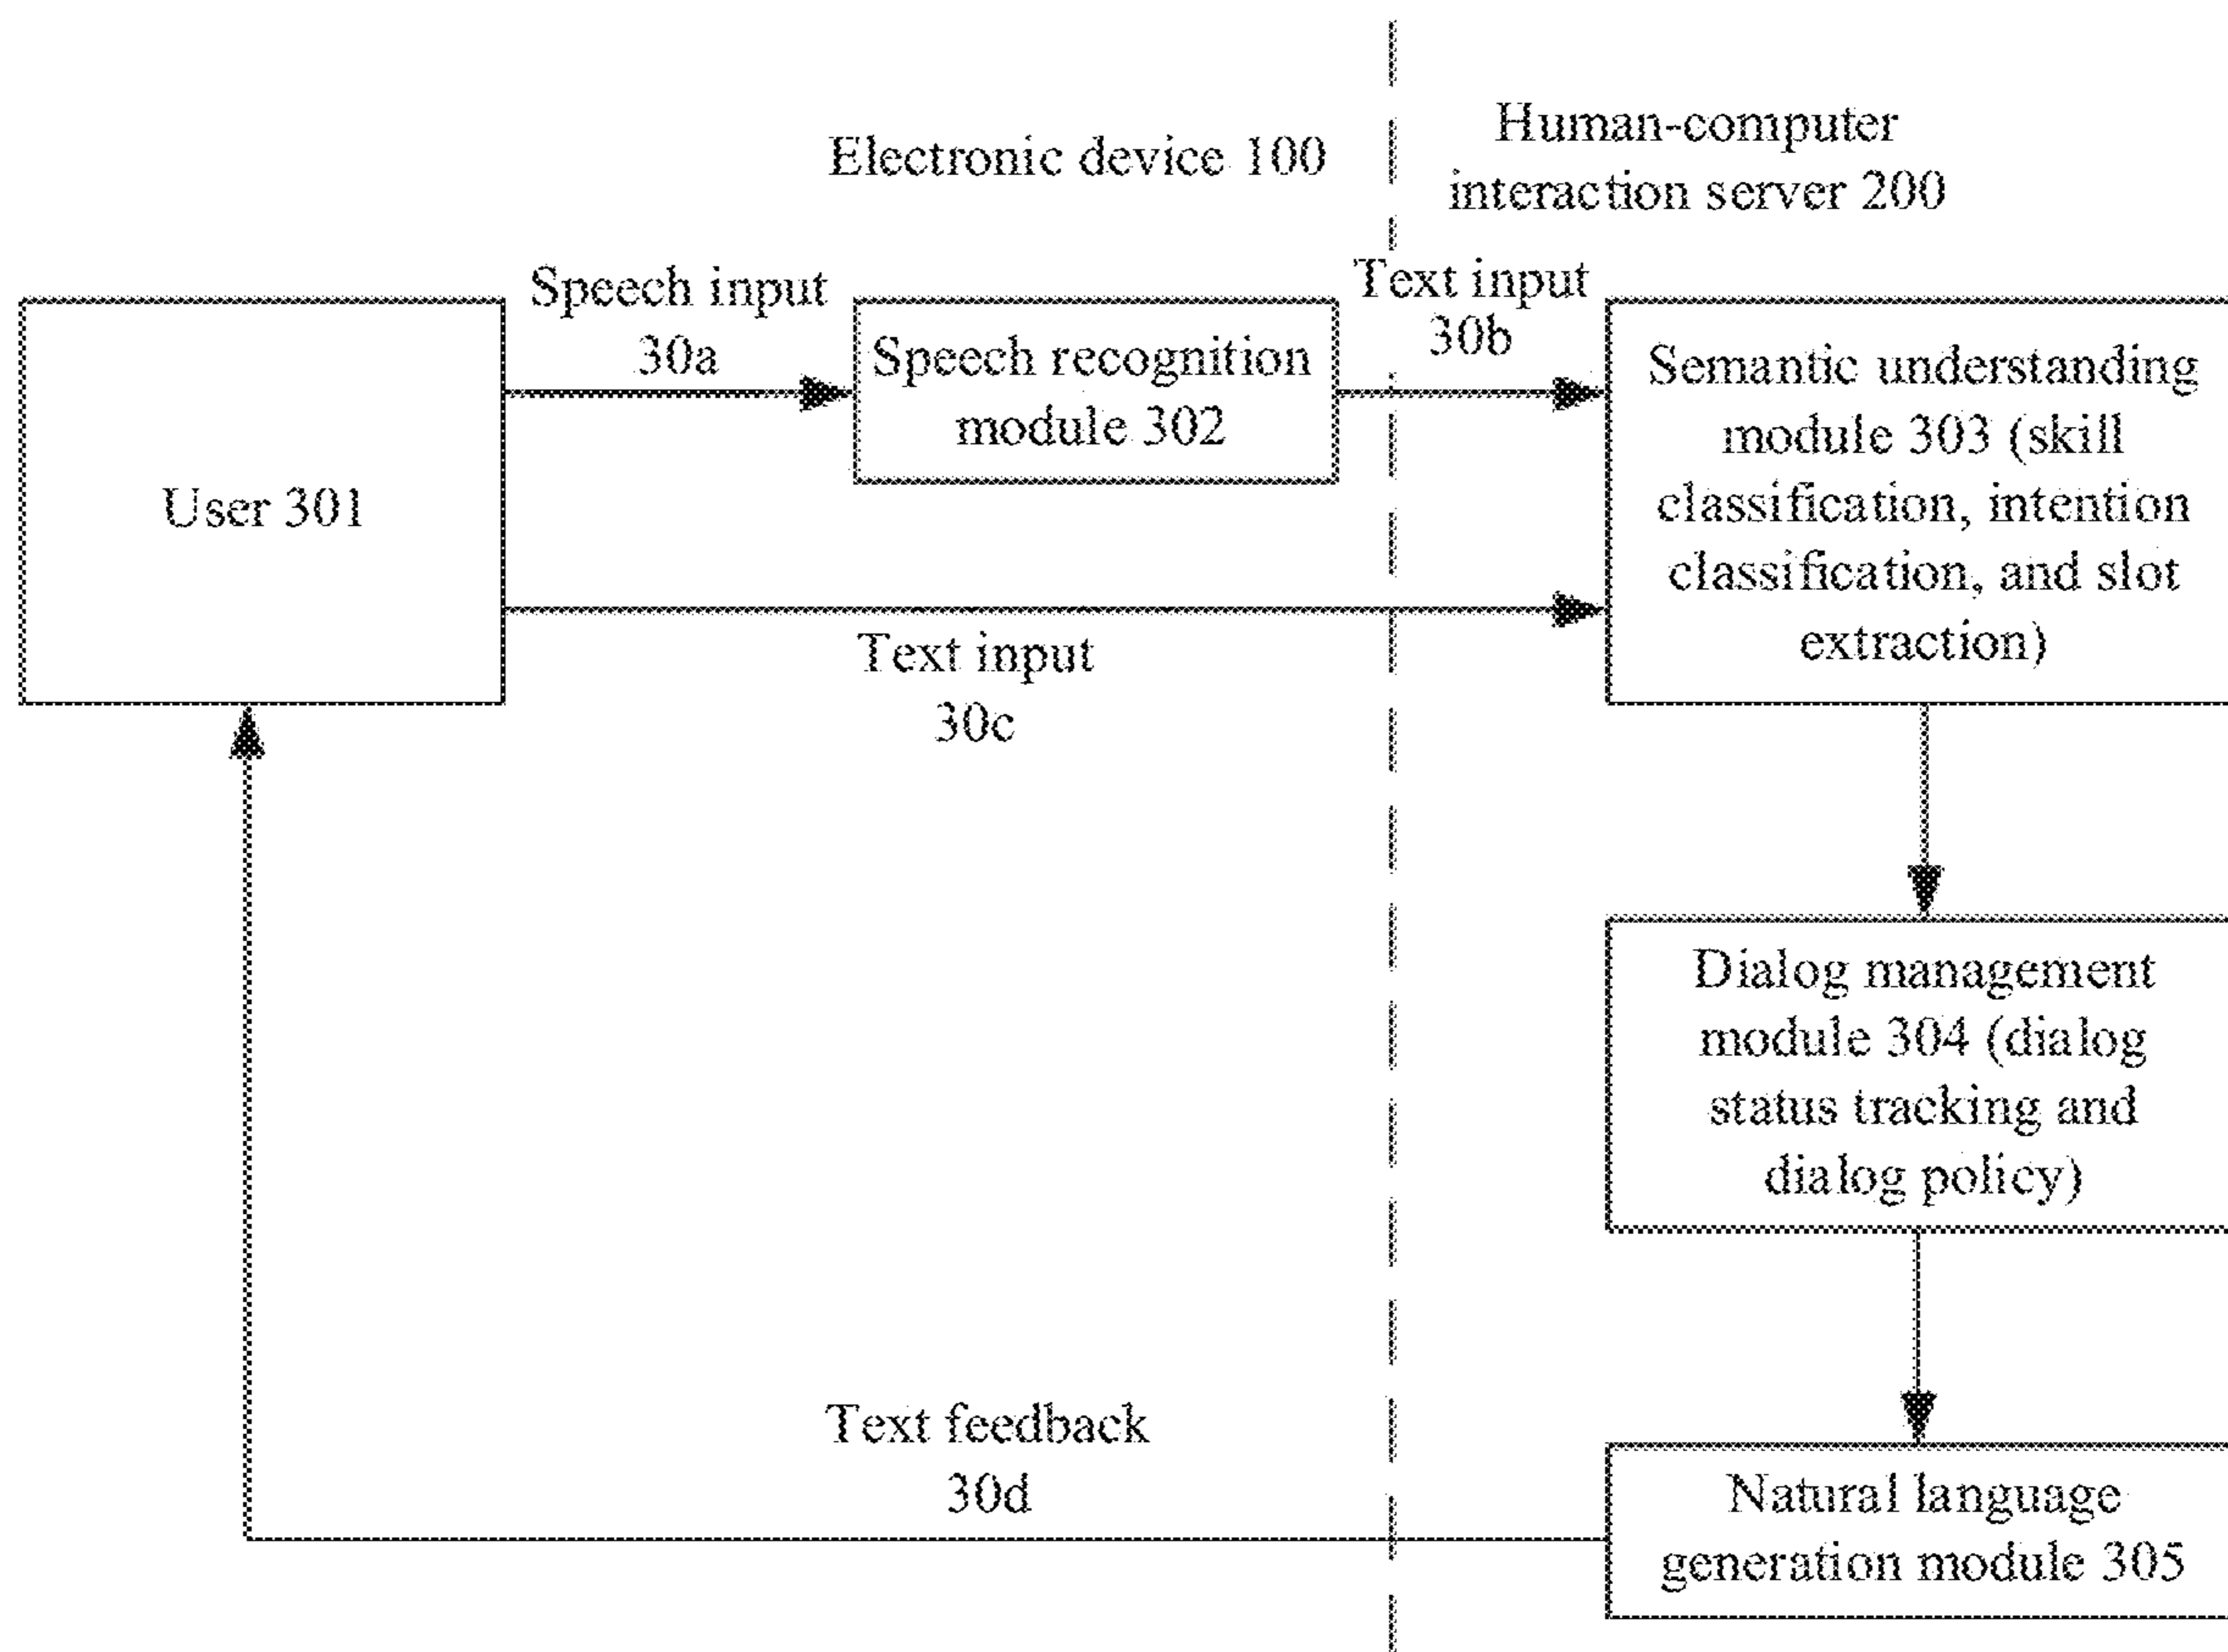 Electronic device 100
Human-computer
interaction server 200
Speech input
30a
Text input
30b
User 301
Speech recognition
module 302
Semantic understanding
module 303 (skill
classification, intention
classification, and slot
extraction)
Text input
30c
Dialog management
module 304 (dialog
status tracking and
dialog policy)
Text feedback
30d
Natural language
generation module 305